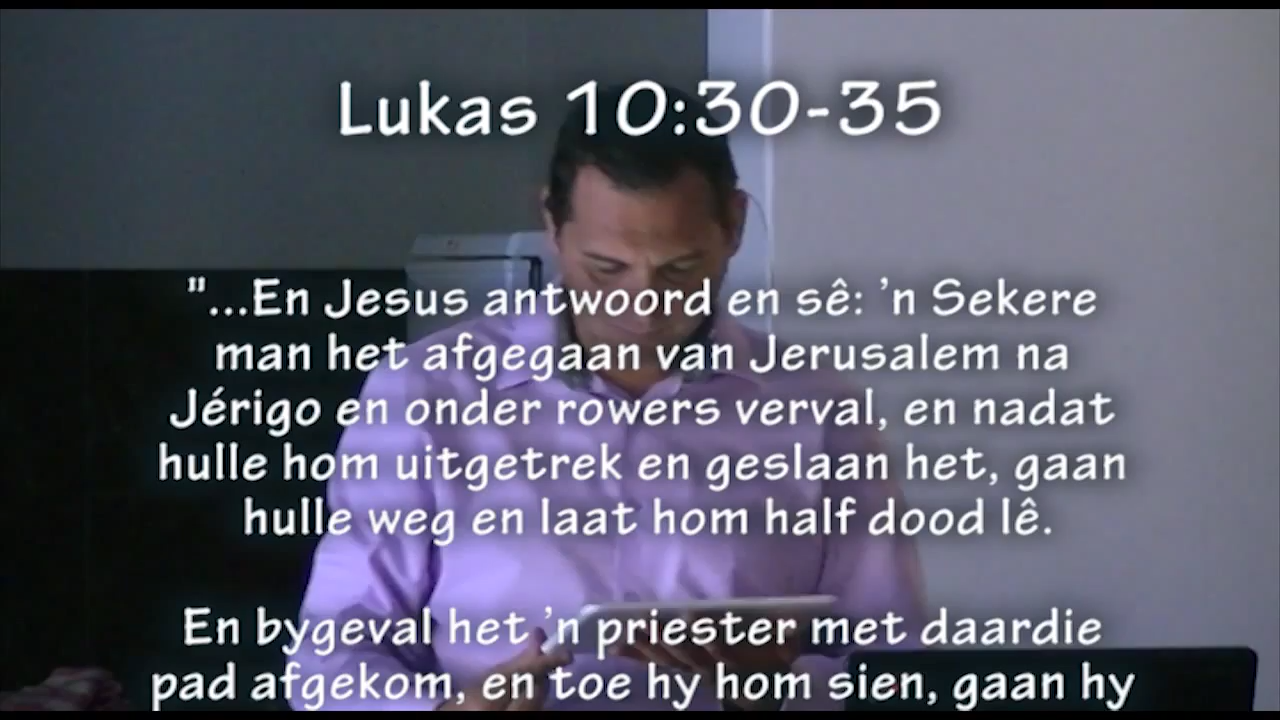 Lukas 10:30-35
"...En Jesus antwoord en sê: ’n Sekere
man het afgegaan van Jerusalem na
Jérigo en onder rowers verval, en nadat
hulle hom uitgetrek en geslaan het, gaan
hulle weg en laat hom half dood lê.
En bygeval het ’n priester met daardie
pad afgekom, en toe hy hom sien, gaan hy